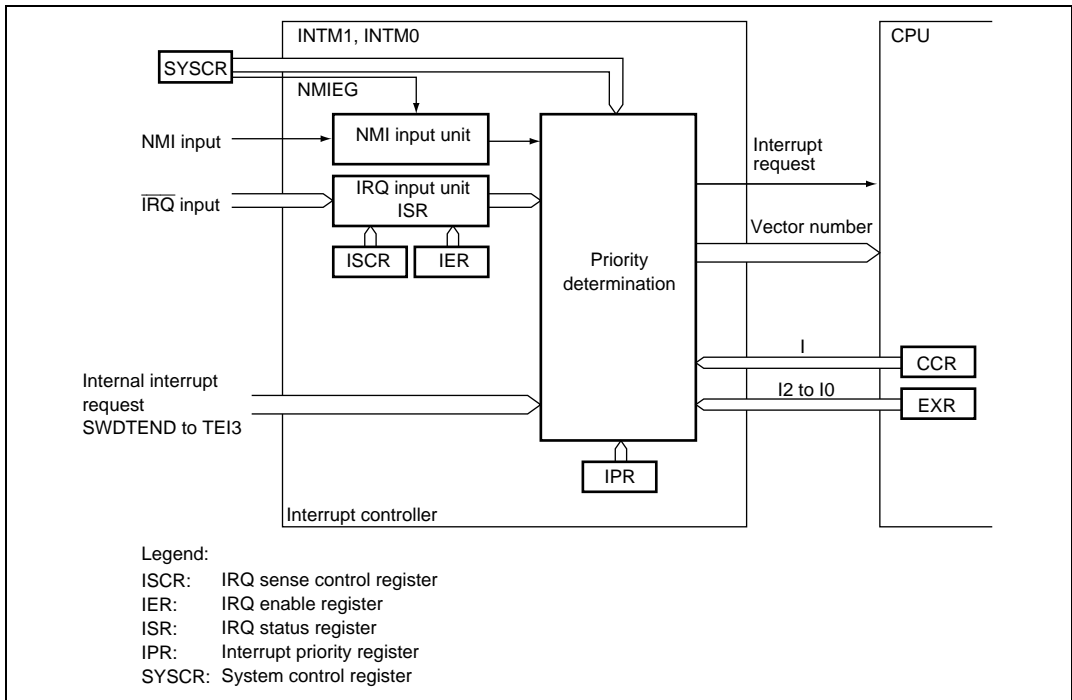 INTM1, INTM0
CPU
SYSCR
NMIEG
NMI input
NMI input unit
Interrupt
request
IRQ input
IRQ input unit
ISR
Vector number
ISCR
IER
Priority
determination
I
CCR
Internal interrupt
request
SWDTEND to TEI3
I2 to I0
EXR
IPR
Interrupt controller
Legend:
ISCR: IRQ sense control register
IER: IRQ enable register
ISR: IRQ status register
IPR: Interrupt priority register
SYSCR: System control register